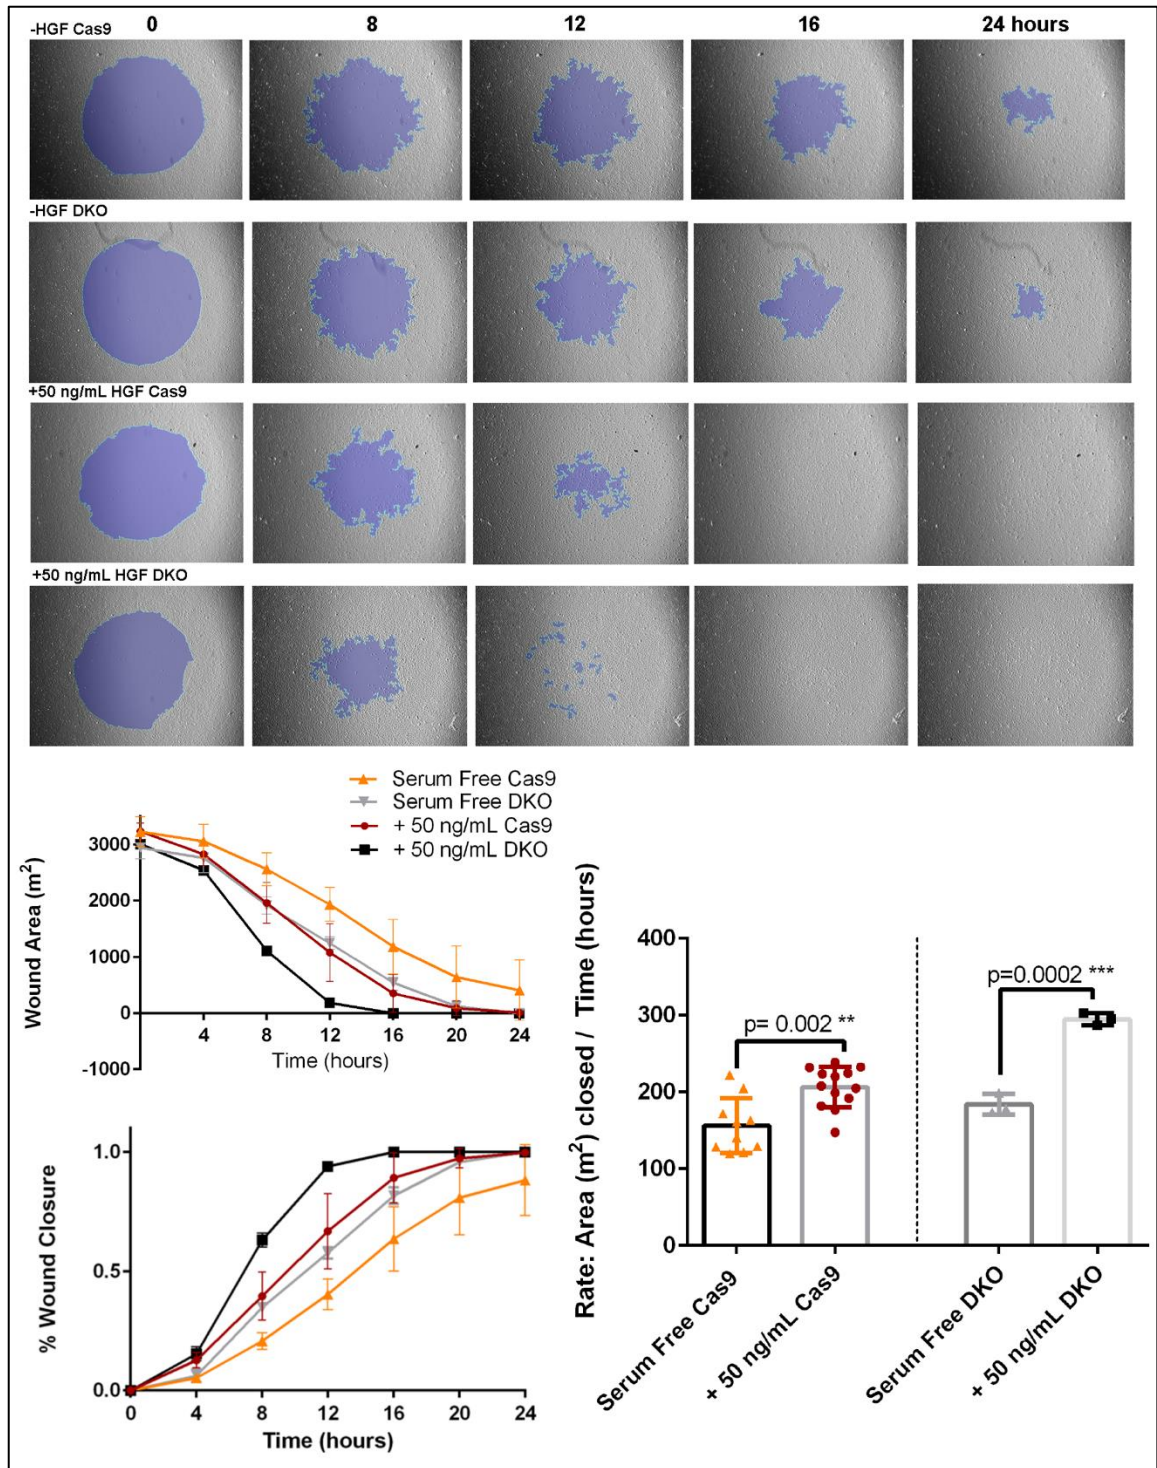 -HGF Cas9
0 8 12 16 24 hours
-HGF DKO
+50 ng/mL HGF Cas9
+50 ng/mL HGF DKO
Serum Free Cas9
Serum Free DKO
+ 50 ng/mL Cas9
+ 50 ng/mL DKO
Wound Area (m²)
3000
2000
1000
0
-1000
4 8 12 16 20 24
Time (hours)
% Wound Closure
1.0
0.5
0.0
0 4 8 12 16 20 24
Time (hours)
Rate: Area (m²) closed / Time (hours)
400
300
200
100
0
p= 0.002 **
p=0.0002 ***
Serum Free Cas9
+ 50 ng/mL Cas9
Serum Free DKO
+ 50 ng/mL DKO